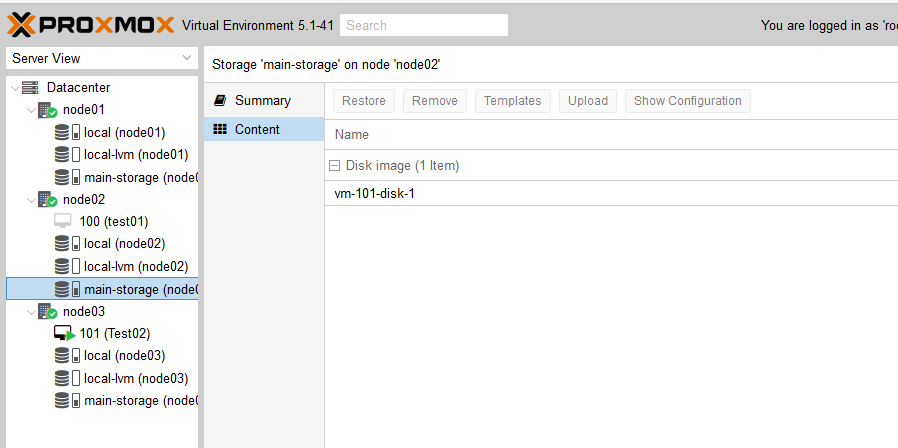 PROXMOX Virtual Environment 5.1-41 Search You are logged in as 'ro
Server View
Datacenter
node01
local (node01)
local-lvm (node01)
main-storage (node0
node02
100 (test01)
local (node02)
local-lvm (node02)
main-storage (node0
node03
101 (Test02)
local (node03)
local-lvm (node03)
main-storage (node0
Storage 'main-storage' on node 'node02'
Summary
Content
Restore Remove Templates Upload Show Configuration
Name
Disk image (1 Item)
vm-101-disk-1